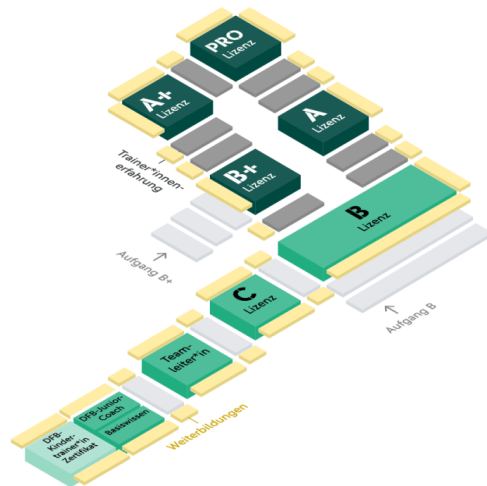 PRO
Lizenz
A+
Lizenz
A
Lizenz
Trainer*innen-
erfahrung
B+
Lizenz
B
Lizenz
Aufgang B+
C
Lizenz
Aufgang B
Team-
leiter*in
DFB-Junior-
Coach
Basiswissen
Weiterbildungen
DFB-
Kinder-
trainer*in
Zertifikat